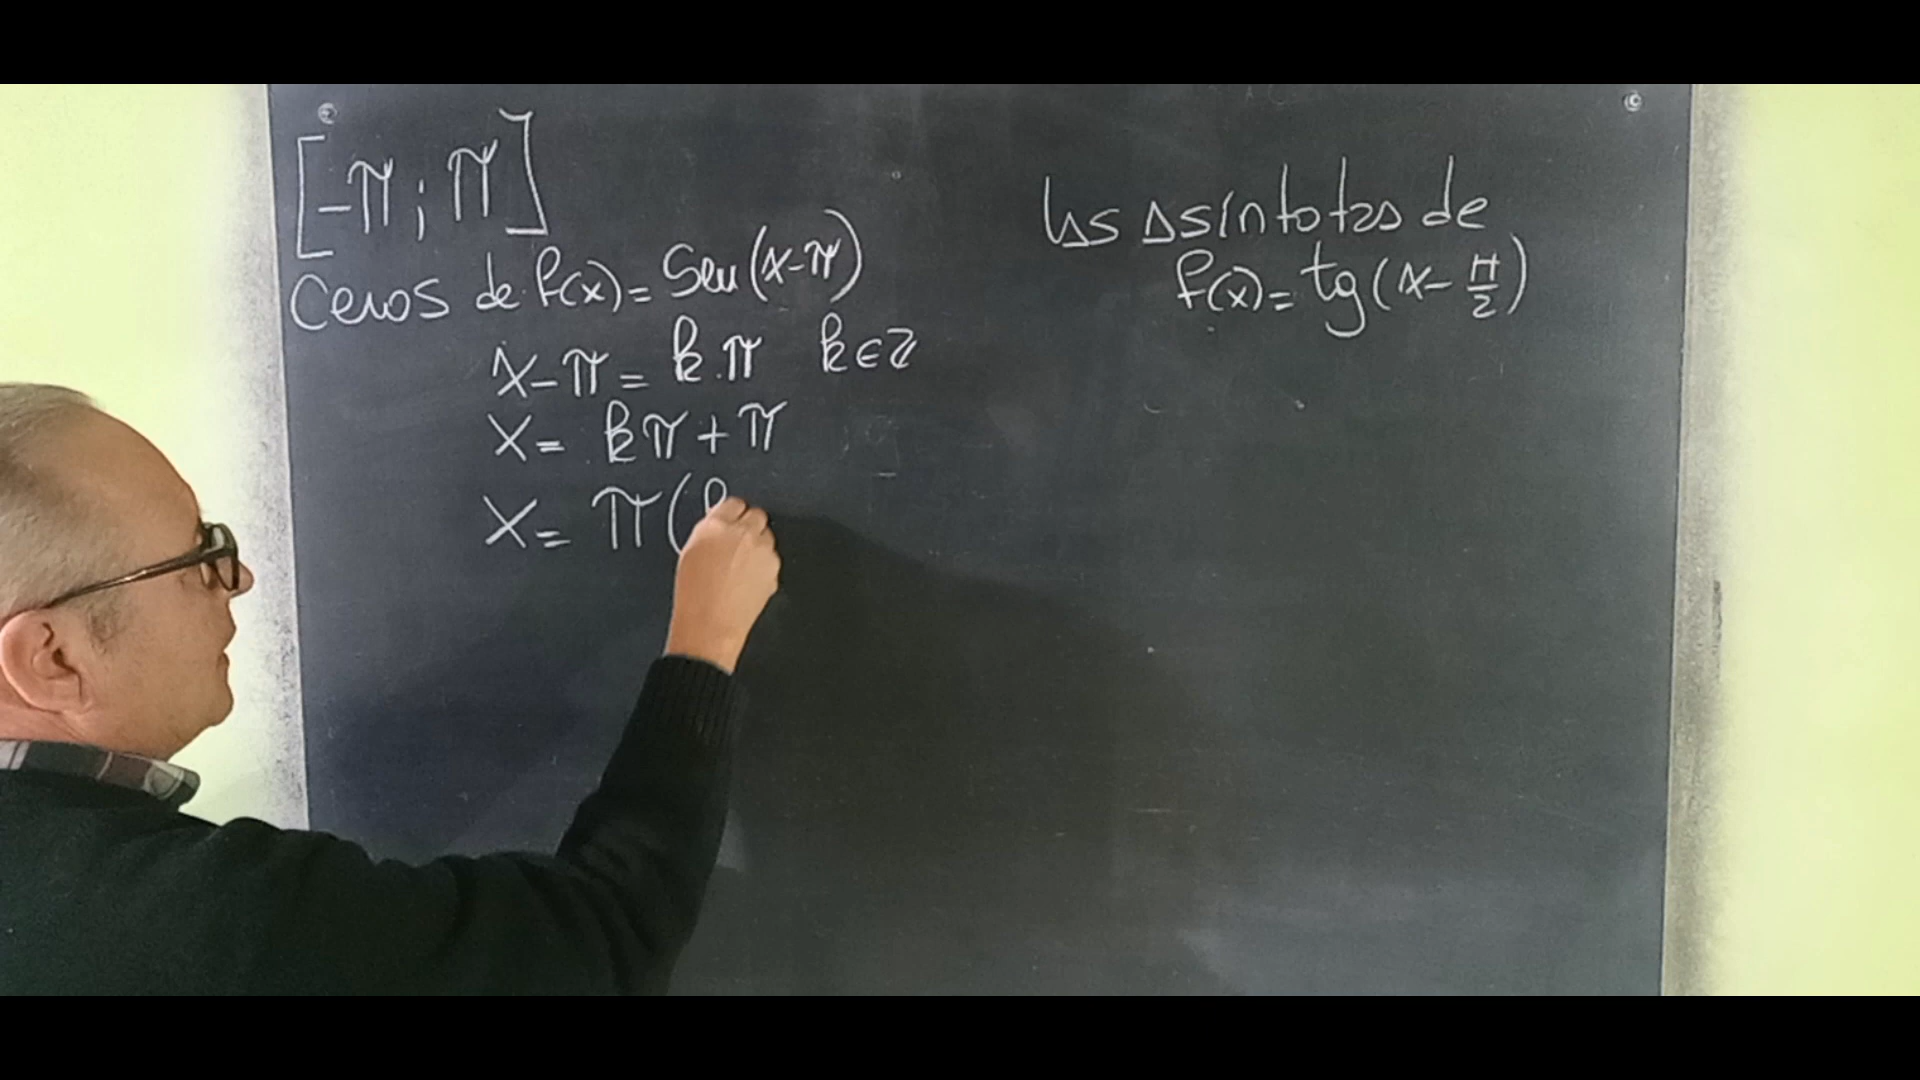 [-π ; π]
Ceros de f(x) = Sen(x-π)
x-π = k.π k∈Z
x = kπ + π
x = π(k
las asíntotas de
f(x) = tg(x - π/2)